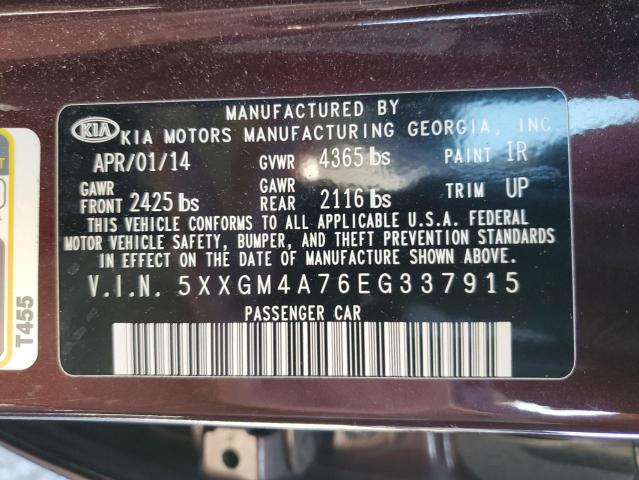 MANUFACTURED BY
KIA KIA MOTORS MANUFACTURING GEORGIA, INC.
APR/01/14 GVWR 4365 lbs PAINT IR
GAWR FRONT 2425 lbs GAWR REAR 2116 lbs TRIM UP
THIS VEHICLE CONFORMS TO ALL APPLICABLE U.S.A. FEDERAL
MOTOR VEHICLE SAFETY, BUMPER, AND THEFT PREVENTION STANDARDS
IN EFFECT ON THE DATE OF MANUFACTURE SHOWN ABOVE.
V.I.N. 5XXGM4A76EG337915
PASSENGER CAR
T455